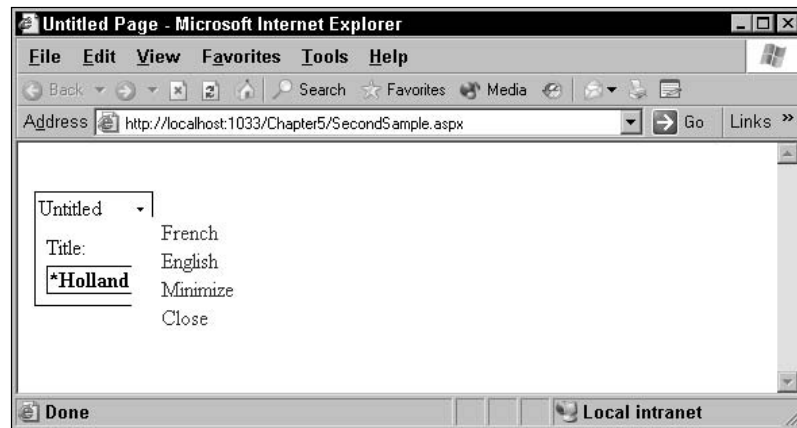 Untitled Page - Microsoft Internet Explorer
File Edit View Favorites Tools Help
Back Search Favorites Media
Address http://localhost:1033/Chapter5/SecondSample.aspx Go Links »
Untitled
Title:
*Holland
French
English
Minimize
Close
Done Local intranet